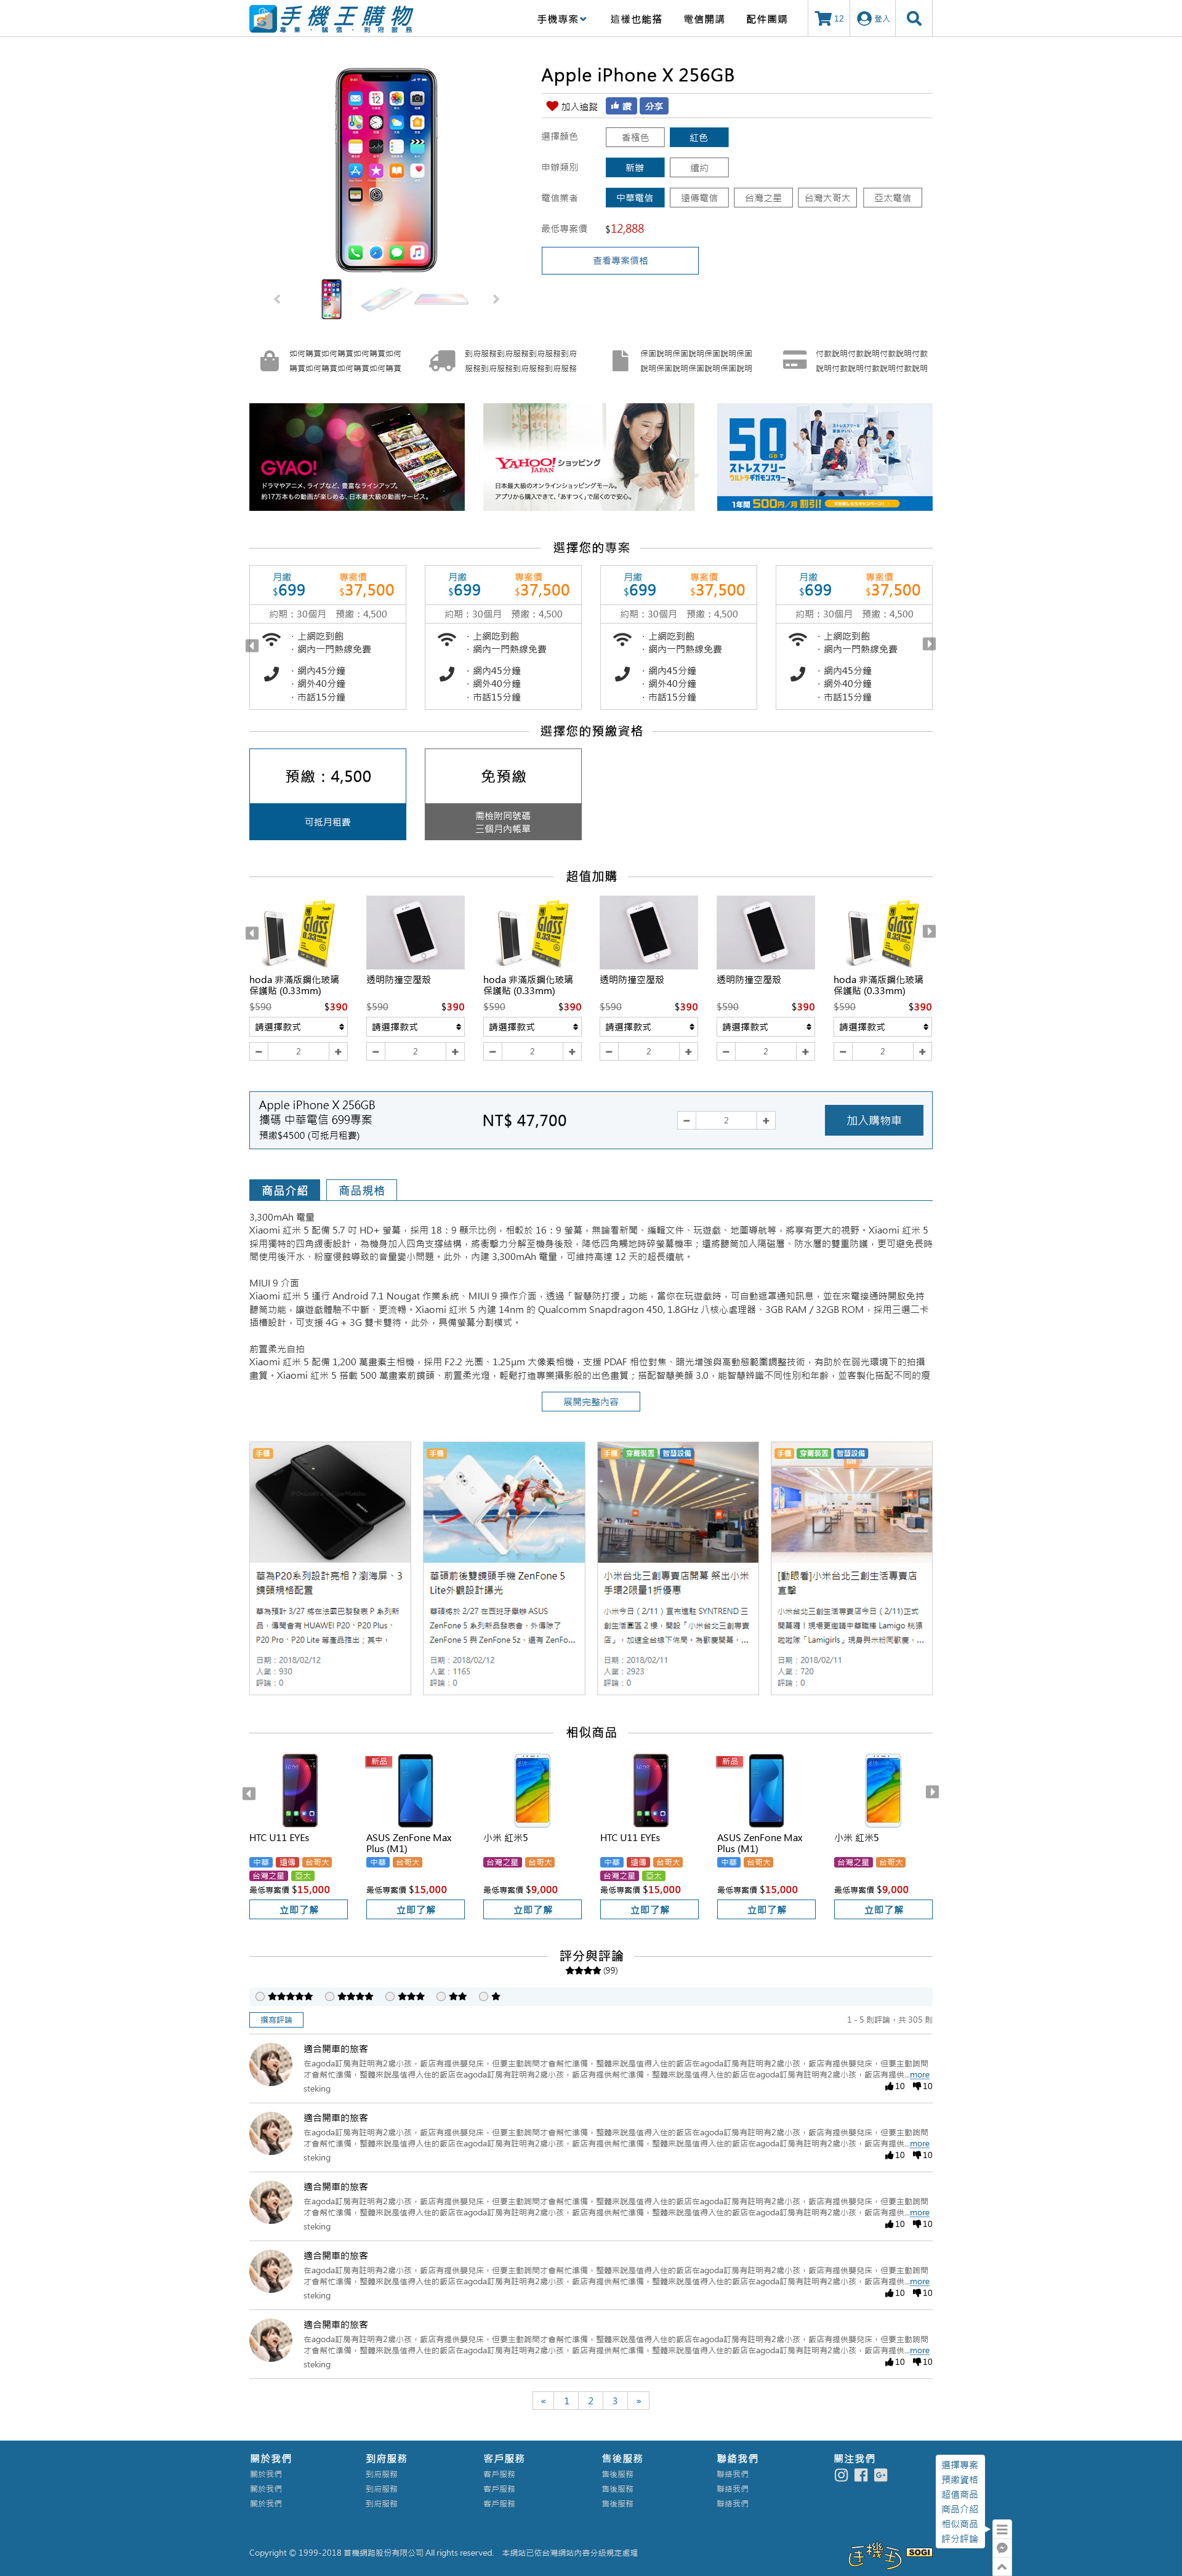 手機王購物
專業・誠信・到府服務
手機專案 這樣也能搭 電信開講 配件團購 12 登入
Apple iPhone X 256GB
加入追蹤 讚 分享
選擇顏色 香檳色 紅色
申辦類別 新辦 續約
電信業者 中華電信 遠傳電信 台灣之星 台灣大哥大 亞太電信
最低專案價 $12,888
查看專案價格
如何購買如何購買如何購買如何
購買如何購買如何購買如何購買
到府服務到府服務到府服務到府
服務到府服務到府服務到府服務
保固說明保固說明保固說明保固
說明保固說明保固說明保固說明
付款說明付款說明付款說明付款
說明付款說明付款說明付款說明
GYAO!
ドラマやアニメ、ライブなど、豊富なラインアップ。
約17万本もの動画が楽しめる、日本最大級の動画サービス。
YAHOO!ショッピング
JAPAN
日本最大級のオンラインショッピングモール。
アプリから購入できて、「あすつく」で届くので安心。
ストレスフリーを家族みんなへ。
50GBで
ストレスフリー
ウルトラギガモンスター
1年間 500円/月 割引!
選擇您的專案
月繳 專案價
$699 $37,500
約期：30個月 預繳：4,500
．上網吃到飽
．網內一門熱線免費
．網內45分鐘
．網外40分鐘
．市話15分鐘
月繳 專案價
$699 $37,500
約期：30個月 預繳：4,500
．上網吃到飽
．網內一門熱線免費
．網內45分鐘
．網外40分鐘
．市話15分鐘
月繳 專案價
$699 $37,500
約期：30個月 預繳：4,500
．上網吃到飽
．網內一門熱線免費
．網內45分鐘
．網外40分鐘
．市話15分鐘
月繳 專案價
$699 $37,500
約期：30個月 預繳：4,500
．上網吃到飽
．網內一門熱線免費
．網內45分鐘
．網外40分鐘
．市話15分鐘
選擇您的預繳資格
預繳：4,500
可抵月租費
免預繳
需檢附同號碼
三個月內帳單
超值加購
hoda 非滿版鋼化玻璃
保護貼 (0.33mm)
$590 $390
請選擇款式
2
透明防撞空壓殼
$590 $390
請選擇款式
2
hoda 非滿版鋼化玻璃
保護貼 (0.33mm)
$590 $390
請選擇款式
2
透明防撞空壓殼
$590 $390
請選擇款式
2
透明防撞空壓殼
$590 $390
請選擇款式
2
hoda 非滿版鋼化玻璃
保護貼 (0.33mm)
$590 $390
請選擇款式
2
Apple iPhone X 256GB
攜碼 中華電信 699專案
預繳$4500 (可抵月租費)
NT$ 47,700
2
加入購物車
商品介紹 商品規格
3,300mAh 電量
Xiaomi 紅米 5 配備 5.7 吋 HD+ 螢幕，採用 18：9 顯示比例，相較於 16：9 螢幕，無論看新聞、編輯文件、玩遊戲、地圖導航等，將享有更大的視野。Xiaomi 紅米 5
採用獨特的四角緩衝設計，為機身加入四角支撐結構，將衝擊力分解至機身後殼，降低四角觸地時碎螢幕機率；還將聽筒加入隔磁層、防水層的雙重防護，更可避免長時
間使用後汗水、粉塵侵蝕導致的音量變小問題。此外，內建 3,300mAh 電量，可維持高達 12 天的超長續航。
MIUI 9 介面
Xiaomi 紅米 5 運行 Android 7.1 Nougat 作業系統、MIUI 9 操作介面，透過「智慧防打擾」功能，當你在玩遊戲時，可自動遮罩通知訊息，並在來電接通時開啟免持
聽筒功能，讓遊戲體驗不中斷、更流暢。Xiaomi 紅米 5 內建 14nm 的 Qualcomm Snapdragon 450, 1.8GHz 八核心處理器、3GB RAM / 32GB ROM，採用三選二卡
插槽設計，可支援 4G + 3G 雙卡雙待。此外，具備螢幕分割模式。
前置柔光自拍
Xiaomi 紅米 5 配備 1,200 萬畫素主相機，採用 F2.2 光圈、1.25μm 大像素相機，支援 PDAF 相位對焦、暗光增強與高動態範圍調整技術，有助於在弱光環境下的拍攝
畫質。Xiaomi 紅米 5 搭載 500 萬畫素前鏡頭、前置柔光燈，輕鬆打造專業攝影般的出色畫質；搭配智慧美顏 3.0，能智慧辨識不同性別和年齡，並客製化搭配不同的瘦
展開完整內容
手機
華為P20系列設計亮相？瀏海屏、3
鏡頭規格配置
華為預計 3/27 將在法國巴黎發表 P 系列新
品，傳聞會有 HUAWEI P20、P20 Plus、
P20 Pro、P20 Lite 等產品推出；其中，
日期：2018/02/12
人氣：930
評論：0
手機
華碩前後雙鏡頭手機 ZenFone 5
Lite外觀設計曝光
華碩將於 2/27 在西班牙舉辦 ASUS
ZenFone 5 系列新品發表會，外傳除了
ZenFone 5 與 ZenFone 5z，還有 ZenFo...
日期：2018/02/12
人氣：1165
評論：0
手機 穿戴裝置 智慧設備
小米台北三創專賣店開幕 祭出小米
手環2限量1折優惠
小米今日（2/11）宣布進駐 SYNTREND 三
創生活園區 2 樓，開設「小米台北三創專賣
店」，加速全台線下佈局。為歡慶開幕，...
日期：2018/02/11
人氣：2923
評論：0
手機 穿戴裝置 智慧設備
[動眼看]小米台北三創生活專賣店
直擊
小米台北三創生活專賣店今日（2/11)正式
開幕囉！現場更邀請中華職棒 Lamigo 桃猿
啦啦隊「Lamigirls」現身與米粉同歡慶，...
日期：2018/02/11
人氣：720
評論：0
相似商品
HTC U11 EYEs
中華 遠傳 台哥大
台灣之星 亞太
最低專案價 $15,000
立即了解
新品
ASUS ZenFone Max
Plus (M1)
中華 台哥大
最低專案價 $15,000
立即了解
小米 紅米5
台灣之星 台哥大
最低專案價 $9,000
立即了解
HTC U11 EYEs
中華 遠傳 台哥大
台灣之星 亞太
最低專案價 $15,000
立即了解
新品
ASUS ZenFone Max
Plus (M1)
中華 台哥大
最低專案價 $15,000
立即了解
小米 紅米5
台灣之星 台哥大
最低專案價 $9,000
立即了解
評分與評論
★★★★ (99)
★★★★★ ★★★★ ★★★ ★★ ★
撰寫評論 1 - 5 則評論，共 305 則
適合開車的旅客
在agoda訂房有註明有2歲小孩，飯店有提供嬰兒床，但要主動詢問才會幫忙準備，整體來說是值得入住的飯店在agoda訂房有註明有2歲小孩，飯店有提供嬰兒床，但要主動詢問
才會幫忙準備，整體來說是值得入住的飯店在agoda訂房有註明有2歲小孩，飯店有提供幫忙準備，整體來說是值得入住的飯店在agoda訂房有註明有2歲小孩，飯店有提供...more
steking 10 10
適合開車的旅客
在agoda訂房有註明有2歲小孩，飯店有提供嬰兒床，但要主動詢問才會幫忙準備，整體來說是值得入住的飯店在agoda訂房有註明有2歲小孩，飯店有提供嬰兒床，但要主動詢問
才會幫忙準備，整體來說是值得入住的飯店在agoda訂房有註明有2歲小孩，飯店有提供幫忙準備，整體來說是值得入住的飯店在agoda訂房有註明有2歲小孩，飯店有提供...more
steking 10 10
適合開車的旅客
在agoda訂房有註明有2歲小孩，飯店有提供嬰兒床，但要主動詢問才會幫忙準備，整體來說是值得入住的飯店在agoda訂房有註明有2歲小孩，飯店有提供嬰兒床，但要主動詢問
才會幫忙準備，整體來說是值得入住的飯店在agoda訂房有註明有2歲小孩，飯店有提供幫忙準備，整體來說是值得入住的飯店在agoda訂房有註明有2歲小孩，飯店有提供...more
steking 10 10
適合開車的旅客
在agoda訂房有註明有2歲小孩，飯店有提供嬰兒床，但要主動詢問才會幫忙準備，整體來說是值得入住的飯店在agoda訂房有註明有2歲小孩，飯店有提供嬰兒床，但要主動詢問
才會幫忙準備，整體來說是值得入住的飯店在agoda訂房有註明有2歲小孩，飯店有提供幫忙準備，整體來說是值得入住的飯店在agoda訂房有註明有2歲小孩，飯店有提供...more
steking 10 10
適合開車的旅客
在agoda訂房有註明有2歲小孩，飯店有提供嬰兒床，但要主動詢問才會幫忙準備，整體來說是值得入住的飯店在agoda訂房有註明有2歲小孩，飯店有提供嬰兒床，但要主動詢問
才會幫忙準備，整體來說是值得入住的飯店在agoda訂房有註明有2歲小孩，飯店有提供幫忙準備，整體來說是值得入住的飯店在agoda訂房有註明有2歲小孩，飯店有提供...more
steking 10 10
« 1 2 3 »
關於我們 到府服務 客戶服務 售後服務 聯絡我們 關注我們
關於我們 到府服務 客戶服務 售後服務 聯絡我們
關於我們 到府服務 客戶服務 售後服務 聯絡我們
關於我們 到府服務 客戶服務 售後服務 聯絡我們
選擇專案
預繳資格
超值商品
商品介紹
相似商品
評分評論
Copyright © 1999-2018 首機網路股份有限公司 All rights reserved. 本網站已依台灣網站內容分級規定處理
手機王 SOGI